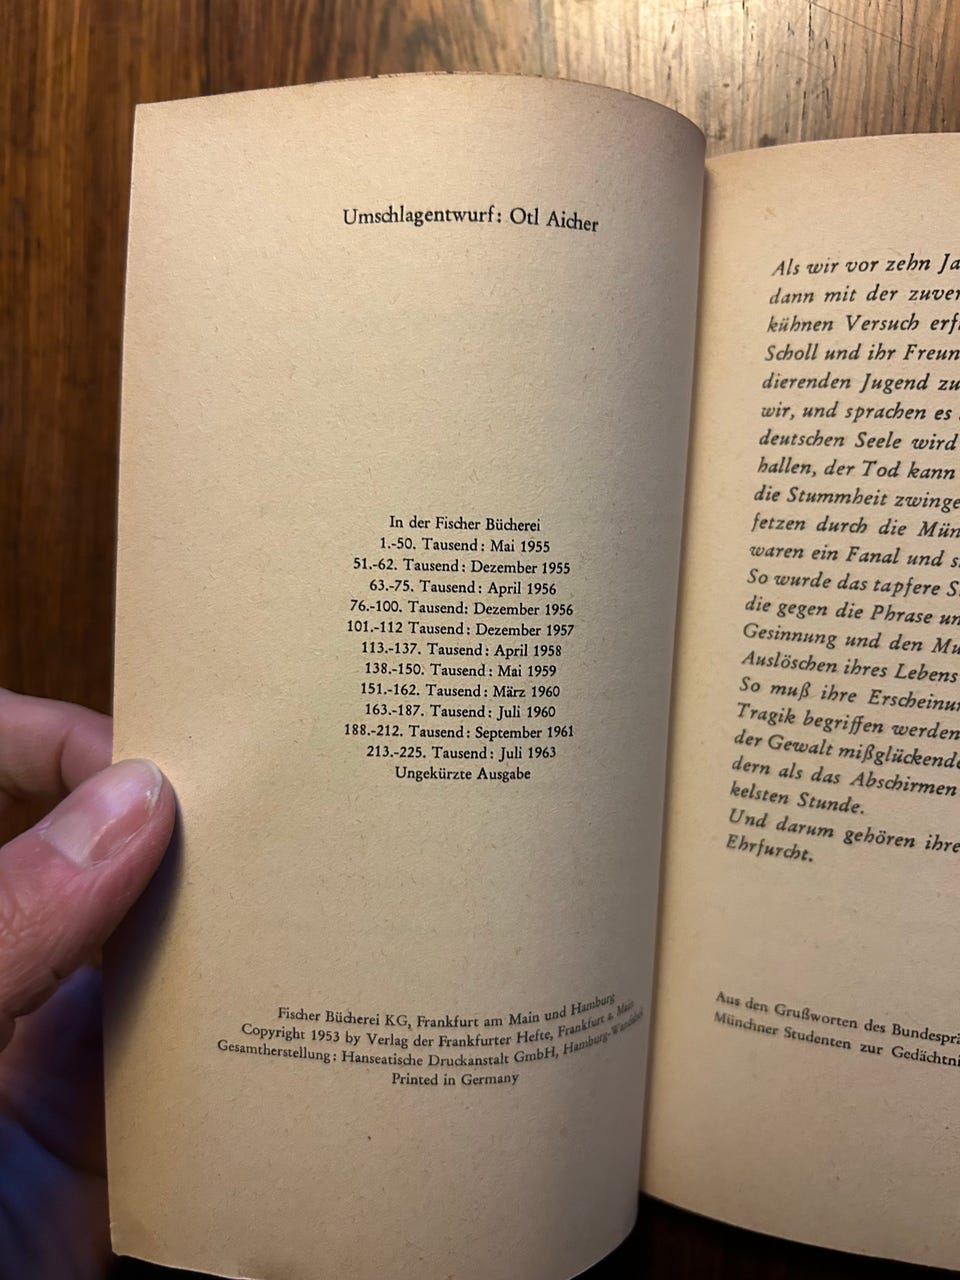 Umschlagentwurf: Otl Aicher
In der Fischer Bücherei
1.-50. Tausend: Mai 1955
51.-62. Tausend: Dezember 1955
63.-75. Tausend: April 1956
76.-100. Tausend: Dezember 1956
101.-112 Tausend: Dezember 1957
113.-137. Tausend: April 1958
138.-150. Tausend: Mai 1959
151.-162. Tausend: März 1960
163.-187. Tausend: Juli 1960
188.-212. Tausend: September 1961
213.-225. Tausend: Juli 1963
Ungekürzte Ausgabe
Fischer Bücherei KG, Frankfurt am Main und Hamburg
Copyright 1953 by Verlag der Frankfurter Hefte, Frankfurt a. Main
Gesamtherstellung: Hanseatische Druckanstalt GmbH, Hamburg-Wandsbek
Printed in Germany
Als wir vor zehn Ja
dann mit der zuver
kühnen Versuch erf
Scholl und ihr Freun
dierenden Jugend zu
wir, und sprachen es
deutschen Seele wird
hallen, der Tod kann
die Stummheit zwinge
fetzen durch die Mün
waren ein Fanal und s
So wurde das tapfere S
die gegen die Phrase un
Gesinnung und den Mu
Auslöschen ihres Lebens
So muß ihre Erscheinu
Tragik begriffen werden
der Gewalt mißglückende
dern als das Abschirmen
kelsten Stunde.
Und darum gehören ihre
Ehrfurcht.
Aus den Grußworten des Bundesprä
Münchner Studenten zur Gedächtni